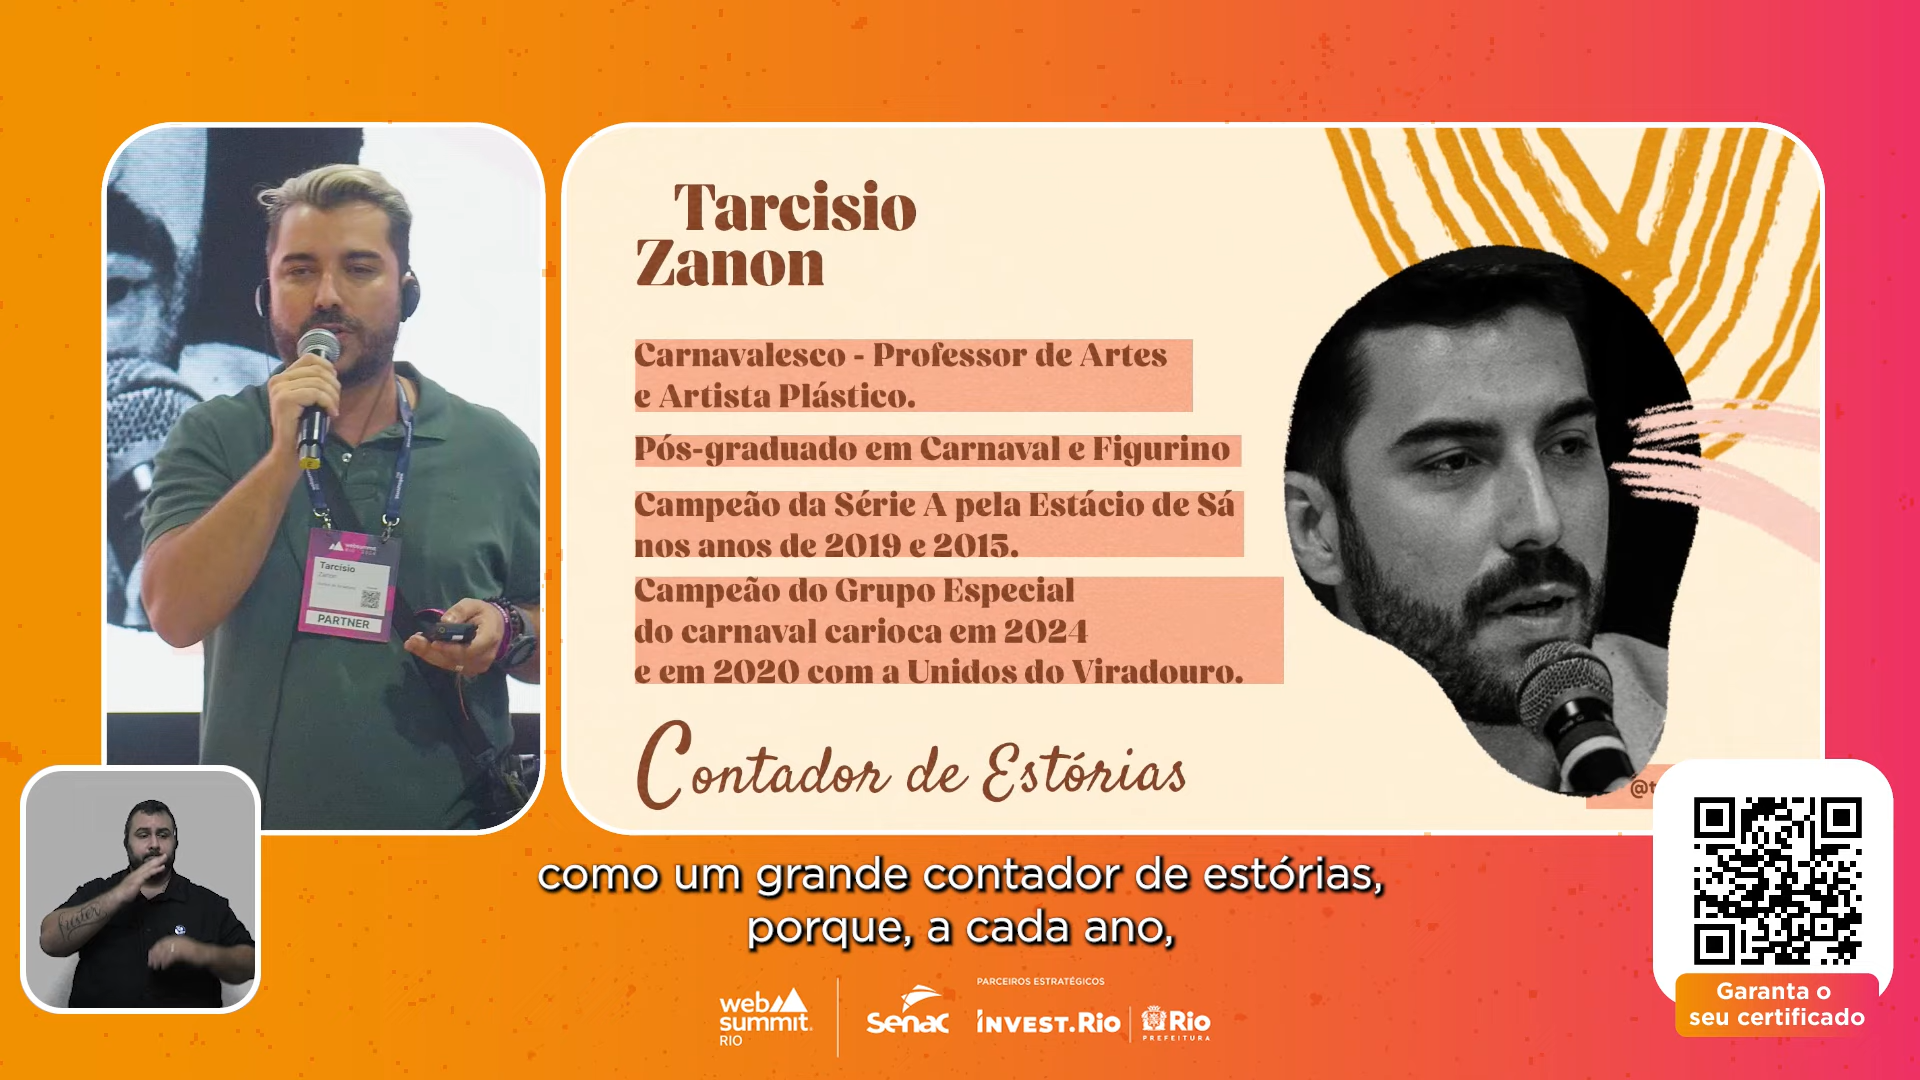 Tarcisio
Zanon
Carnavalesco - Professor de Artes
e Artista Plástico.
Pós-graduado em Carnaval e Figurino
Campeão da Série A pela Estácio de Sá
nos anos de 2019 e 2015.
Campeão do Grupo Especial
do carnaval carioca em 2024
e em 2020 com a Unidos do Viradouro.
Contador de Estórias
@t
web summit
Tarcisio
Zanon
PARTNER
como um grande contador de estórias,
porque, a cada ano,
web
summit
RIO
Senac
PARCEIROS ESTRATÉGICOS
INVEST.Rio
Rio
PREFEITURA
Garanta o
seu certificado